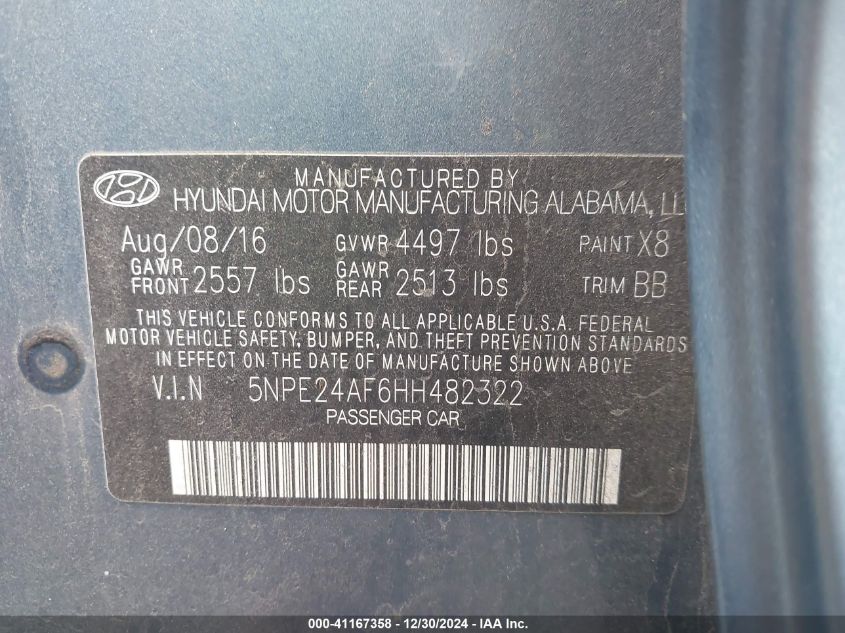 MANUFACTURED BY
HYUNDAI MOTOR MANUFACTURING ALABAMA, LL
Aug/08/16 GVWR 4497 lbs PAINT X8
GAWR FRONT 2557 lbs GAWR REAR 2513 lbs TRIM BB
THIS VEHICLE CONFORMS TO ALL APPLICABLE U.S.A. FEDERAL
MOTOR VEHICLE SAFETY, BUMPER, AND THEFT PREVENTION STANDARDS
IN EFFECT ON THE DATE OF MANUFACTURE SHOWN ABOVE.
V.I.N 5NPE24AF6HH482322
PASSENGER CAR
000-41167358 - 12/30/2024 - IAA Inc.